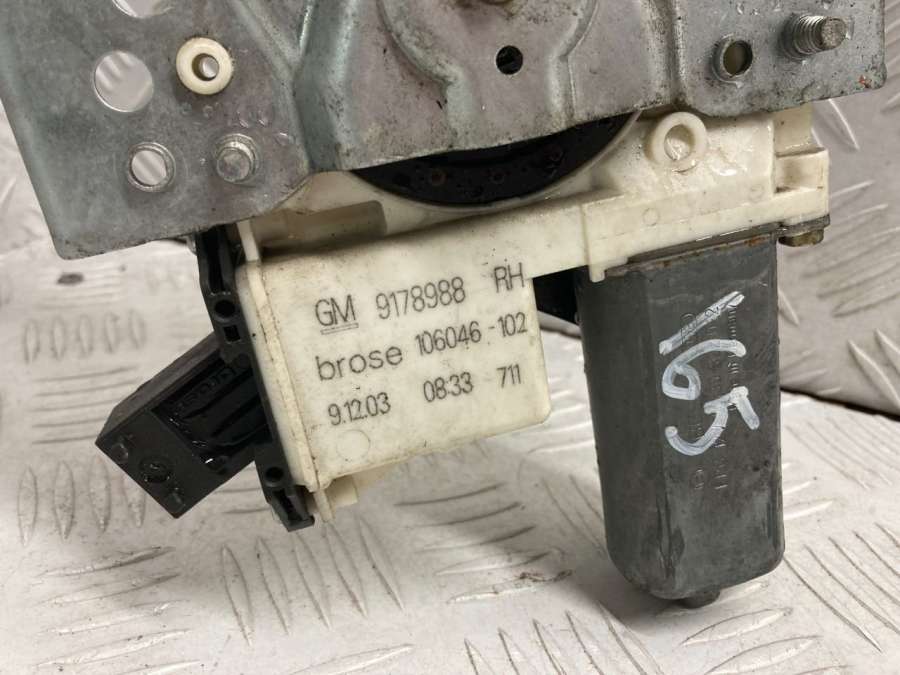 GM 9178988 RH
brose 106046-102
9.12.03 08:33 711
165